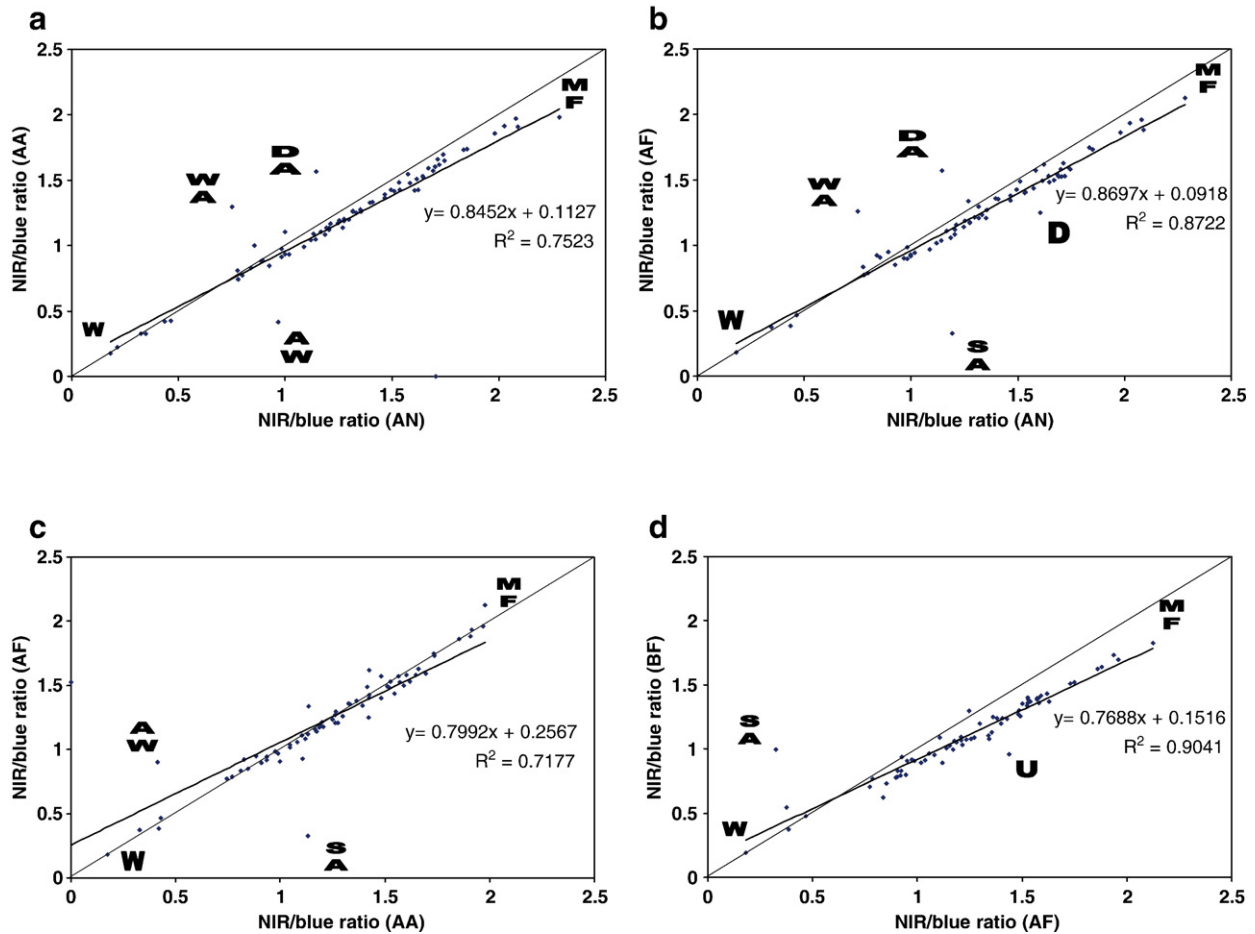 a
2.5
2
1.5
1
0.5
0
0
0.5
1
1.5
2
2.5
NIR/blue ratio (AA)
NIR/blue ratio (AN)
M
F
D
A
W
A
y= 0.8452x + 0.1127
R² = 0.7523
W
A
W
b
2.5
2
1.5
1
0.5
0
0
0.5
1
1.5
2
2.5
NIR/blue ratio (AF)
NIR/blue ratio (AN)
M
F
D
A
W
A
y= 0.8697x + 0.0918
D
R² = 0.8722
W
S
A
c
2.5
2
1.5
1
0.5
0
0
0.5
1
1.5
2
2.5
NIR/blue ratio (AF)
NIR/blue ratio (AA)
M
F
A
W
y= 0.7992x + 0.2567
R² = 0.7177
W
S
A
d
2.5
2
1.5
1
0.5
0
0
0.5
1
1.5
2
2.5
NIR/blue ratio (BF)
NIR/blue ratio (AF)
M
F
S
A
y= 0.7688x + 0.1516
R² = 0.9041
U
W